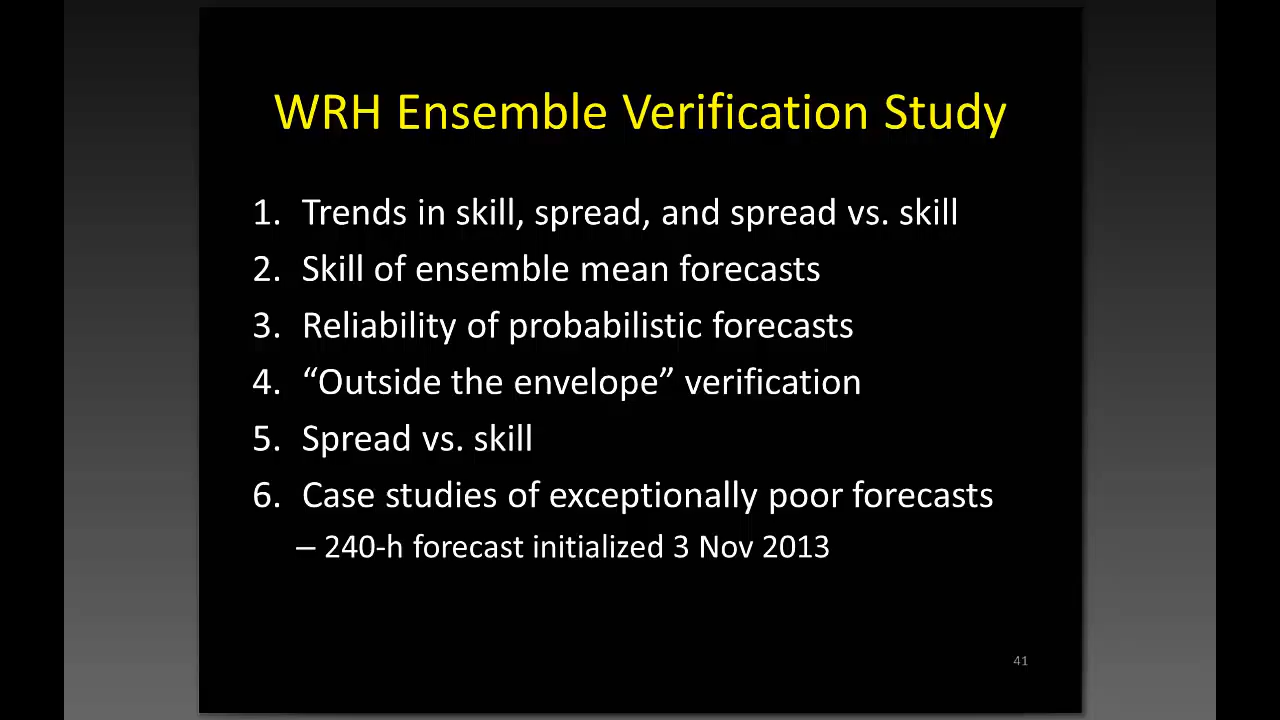 WRH Ensemble Verification Study
1. Trends in skill, spread, and spread vs. skill
2. Skill of ensemble mean forecasts
3. Reliability of probabilistic forecasts
4. “Outside the envelope” verification
5. Spread vs. skill
6. Case studies of exceptionally poor forecasts
– 240-h forecast initialized 3 Nov 2013
41